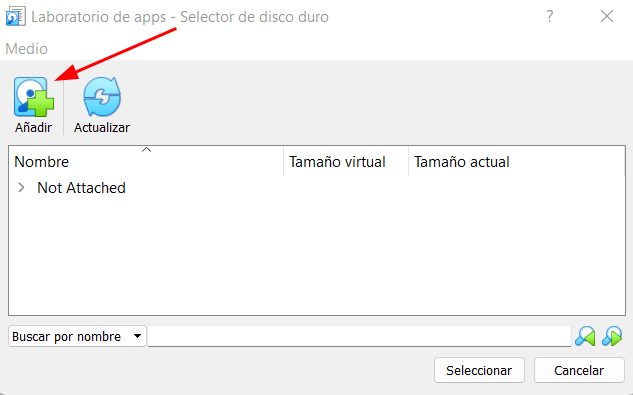 Laboratorio de apps - Selector de disco duro
?
Medio
Añadir
Actualizar
Nombre Tamaño virtual Tamaño actual
Not Attached
Buscar por nombre
Seleccionar Cancelar